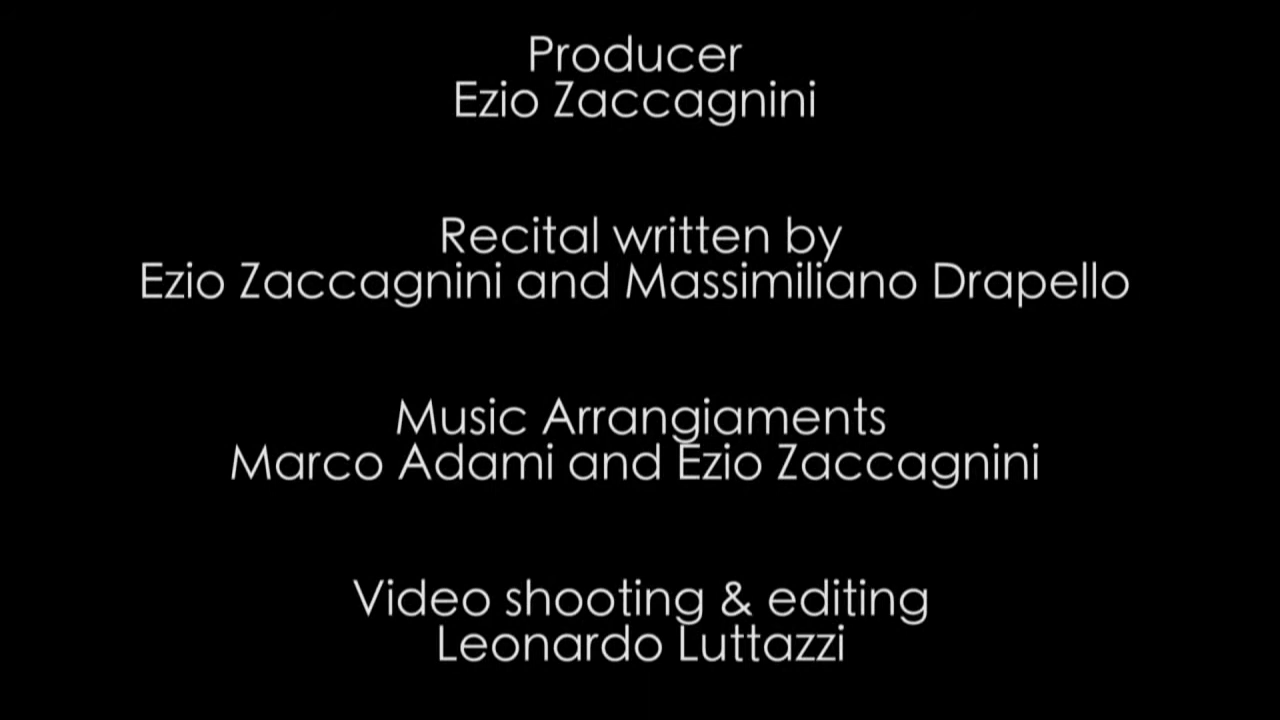 Producer
Ezio Zaccagnini
Recital written by
Ezio Zaccagnini and Massimiliano Drapello
Music Arrangiaments
Marco Adami and Ezio Zaccagnini
Video shooting & editing
Leonardo Luttazzi